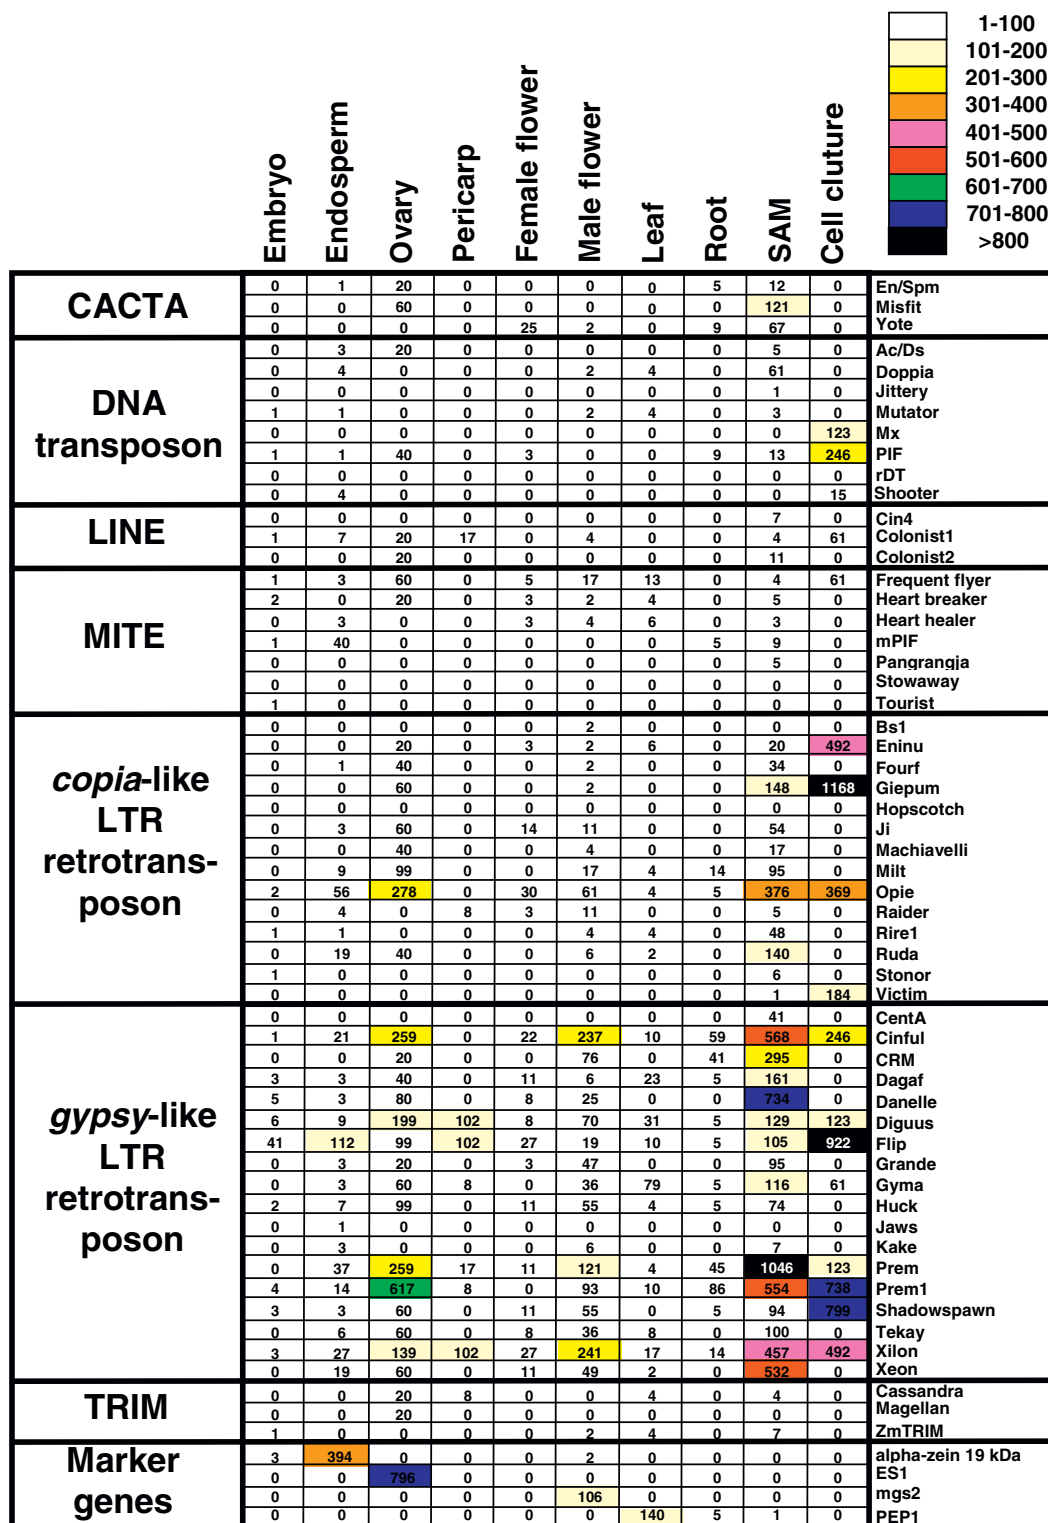 1-100
101-200
201-300
301-400
401-500
501-600
601-700
701-800
>800
Embryo
Endosperm
Ovary
Pericarp
Female flower
Male flower
Leaf
Root
SAM
Cell cluture
CACTA
0 1 20 0 0 0 0 5 12 0 En/Spm
0 0 60 0 0 0 0 0 121 0 Misfit
0 0 0 0 25 2 0 9 67 0 Yote
DNA
transposon
0 3 20 0 0 0 0 0 5 0 Ac/Ds
0 4 0 0 0 2 4 0 61 0 Doppia
0 0 0 0 0 0 0 0 1 0 Jittery
1 1 0 0 0 2 4 0 3 0 Mutator
0 0 0 0 0 0 0 0 0 123 Mx
1 1 40 0 3 0 0 9 13 246 PIF
0 0 0 0 0 0 0 0 0 0 rDT
0 4 0 0 0 0 0 0 0 15 Shooter
LINE
0 0 0 0 0 0 0 0 7 0 Cin4
1 7 20 17 0 4 0 0 4 61 Colonist1
0 0 20 0 0 0 0 0 11 0 Colonist2
MITE
1 3 60 0 5 17 13 0 4 61 Frequent flyer
2 0 20 0 3 2 4 0 5 0 Heart breaker
0 3 0 0 3 4 6 0 3 0 Heart healer
1 40 0 0 0 0 0 5 9 0 mPIF
0 0 0 0 0 0 0 0 5 0 Pangrangja
0 0 0 0 0 0 0 0 0 0 Stowaway
1 0 0 0 0 0 0 0 0 0 Tourist
copia-like
LTR
retrotrans-
poson
0 0 0 0 0 2 0 0 0 0 Bs1
0 0 20 0 3 2 6 0 20 492 Eninu
0 1 40 0 0 2 0 0 34 0 Fourf
0 0 60 0 0 2 0 0 148 1168 Giepum
0 0 0 0 0 0 0 0 0 0 Hopscotch
0 3 60 0 14 11 0 0 54 0 Ji
0 0 40 0 0 4 0 0 17 0 Machiavelli
0 9 99 0 0 17 4 14 95 0 Milt
2 56 278 0 30 61 4 5 376 369 Opie
0 4 0 8 3 11 0 0 5 0 Raider
1 1 0 0 0 4 4 0 48 0 Rire1
0 19 40 0 0 6 2 0 140 0 Ruda
1 0 0 0 0 0 0 0 6 0 Stonor
0 0 0 0 0 0 0 0 1 184 Victim
gypsy-like
LTR
retrotrans-
poson
0 0 0 0 0 0 0 0 41 0 CentA
1 21 259 0 22 237 10 59 568 246 Cinful
0 0 20 0 0 76 0 41 295 0 CRM
3 3 40 0 11 6 23 5 161 0 Dagaf
5 3 80 0 8 25 0 0 734 0 Danelle
6 9 199 102 8 70 31 5 129 123 Diguus
41 112 99 102 27 19 10 5 105 922 Flip
0 3 20 0 3 47 0 0 95 0 Grande
0 3 60 8 0 36 79 5 116 61 Gyma
2 7 99 0 11 55 4 5 74 0 Huck
0 1 0 0 0 0 0 0 0 0 Jaws
0 3 0 0 0 6 0 0 7 0 Kake
0 37 259 17 11 121 4 45 1046 123 Prem
4 14 617 8 0 93 10 86 554 738 Prem1
3 3 60 0 11 55 0 5 94 799 Shadowspawn
0 6 60 0 8 36 8 0 100 0 Tekay
3 27 139 102 27 241 17 14 457 492 Xilon
0 19 60 0 11 49 2 0 532 0 Xeon
TRIM
0 0 20 8 0 0 4 0 4 0 Cassandra
0 0 20 0 0 0 0 0 0 0 Magellan
1 0 0 0 0 2 4 0 7 0 ZmTRIM
Marker
genes
3 394 0 0 0 2 0 0 0 0 alpha-zein 19 kDa
0 0 796 0 0 0 0 0 0 0 ES1
0 0 0 0 0 106 0 0 0 0 mgs2
0 0 0 0 0 0 140 5 1 0 PEP1